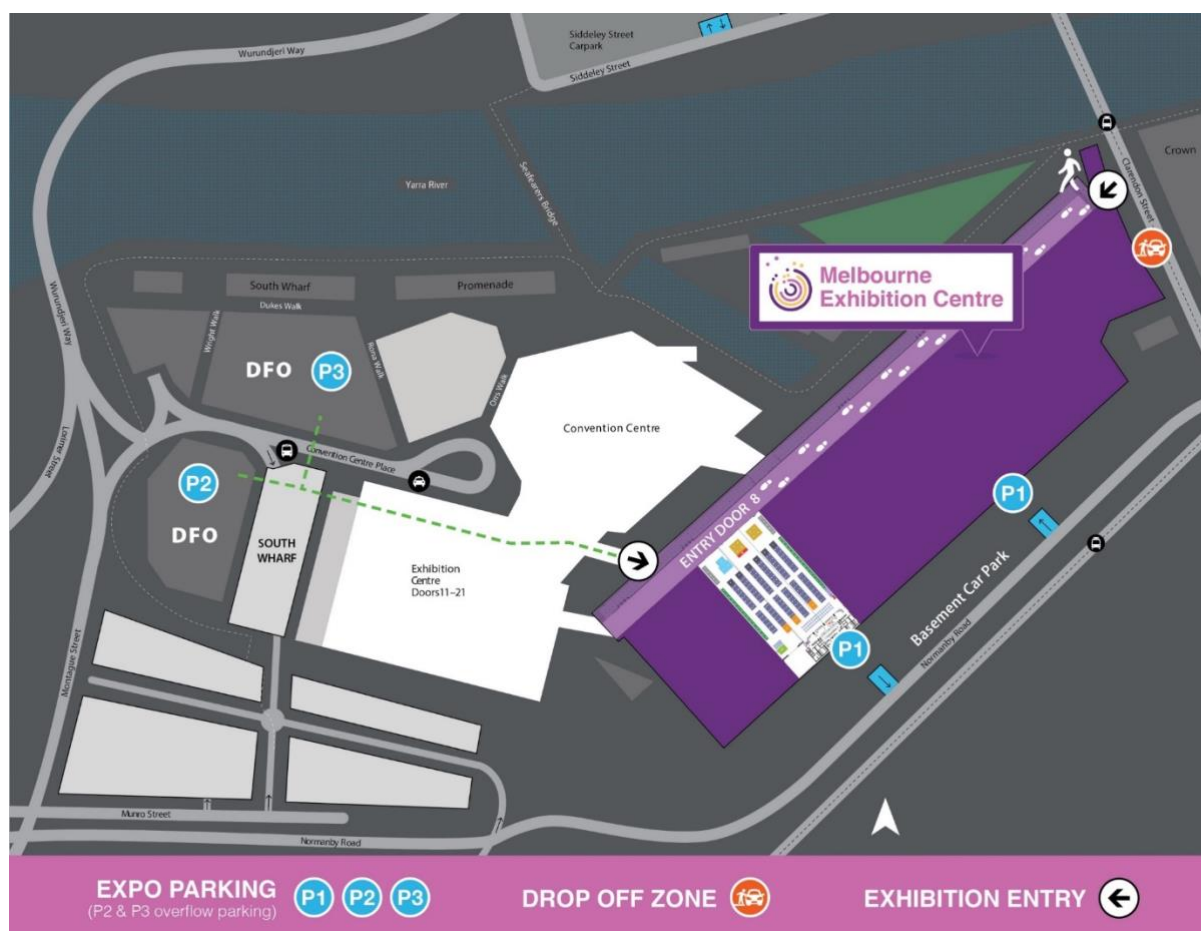 Wurundjeri Way
Siddeley Street
Carpark
Siddeley Street
Crown
Clarendon Street
Seafarers Bridge
Yarra River
Melbourne
Exhibition Centre
South Wharf
Promenade
Dukes Walk
Wurundjeri Way
Wright Walk
Rona Walk
Orrs Walk
DFO
P3
Convention Centre
Lorimer Street
Convention Centre Place
P2
DFO
SOUTH
WHARF
Exhibition
Centre
Doors11–21
ENTRY DOOR 8
P1
P1
Basement Car Park
Normanby Road
Montague Street
Munro Street
Normanby Road
EXPO PARKING
(P2 & P3 overflow parking)
P1 P2 P3
DROP OFF ZONE
EXHIBITION ENTRY